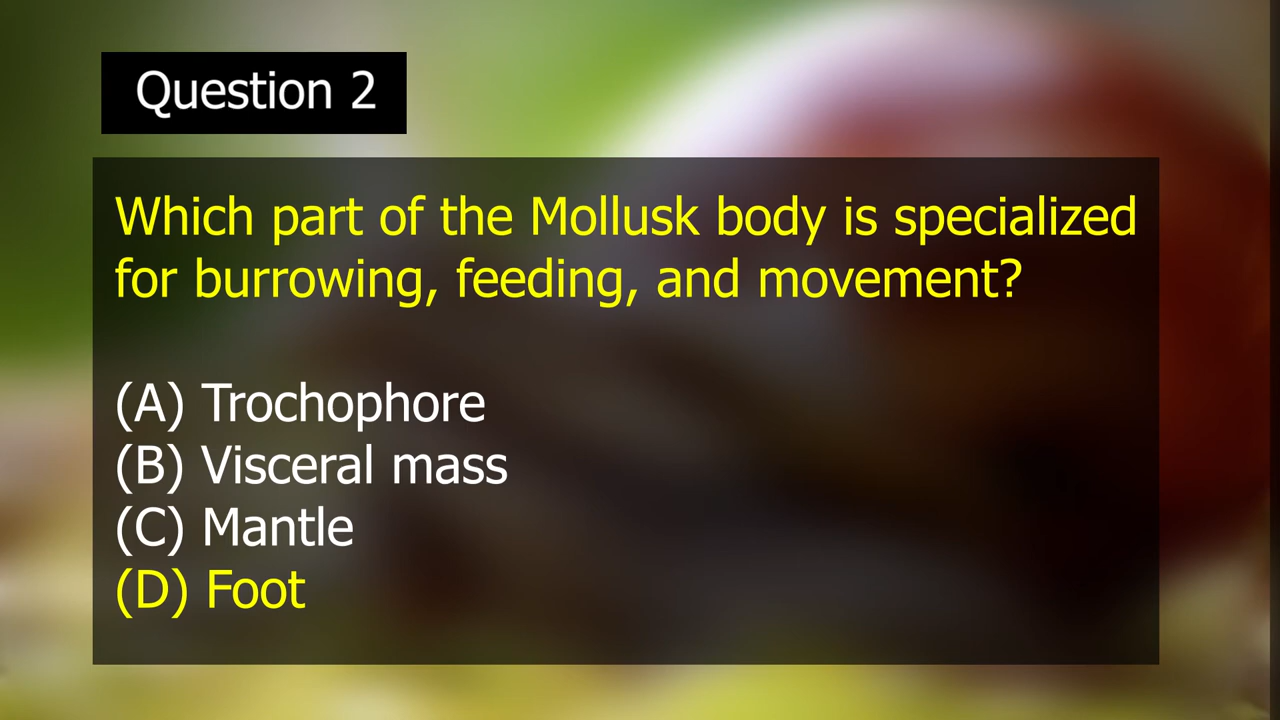 Question 2
Which part of the Mollusk body is specialized
for burrowing, feeding, and movement?
(A) Trochophore
(B) Visceral mass
(C) Mantle
(D) Foot